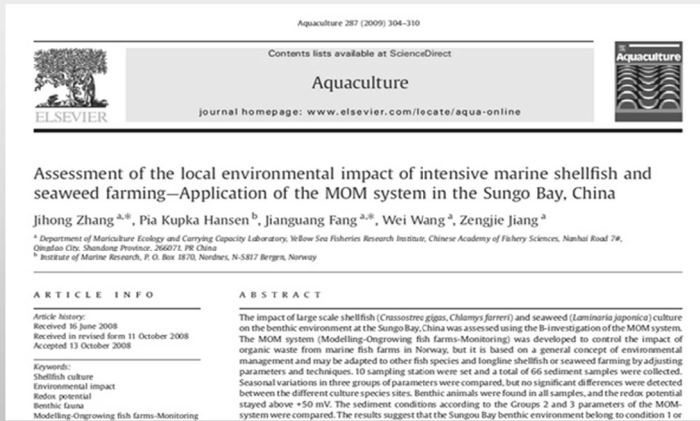 Aquaculture 287 (2009) 304–310
Contents lists available at ScienceDirect
Aquaculture
journal homepage: www.elsevier.com/locate/aqua-online
ELSEVIER
Aquaculture
Assessment of the local environmental impact of intensive marine shellfish and
seaweed farming—Application of the MOM system in the Sungo Bay, China
Jihong Zhang a,*, Pia Kupka Hansen b, Jianguang Fang a,*, Wei Wang a, Zengjie Jiang a
a Department of Mariculture Ecology and Carrying Capacity Laboratory, Yellow Sea Fisheries Research Institute, Chinese Academy of Fishery Sciences, Nanhai Road 7#,
Qingdao City, Shandong Province, 266071, PR China
b Institute of Marine Research, P. O. Box 1870, Nordnes, N-5817 Bergen, Norway
ARTICLE INFO
Article history:
Received 16 June 2008
Received in revised form 11 October 2008
Accepted 13 October 2008
Keywords:
Shellfish culture
Environmental impact
Redox potential
Benthic fauna
Modelling-Ongrowing fish farms-Monitoring
ABSTRACT
The impact of large scale shellfish (Crassostrea gigas, Chlamys farreri) and seaweed (Laminaria japonica) culture
on the benthic environment at the Sungo Bay, China was assessed using the B-investigation of the MOM system.
The MOM system (Modelling-Ongrowing fish farms-Monitoring) was developed to control the impact of
organic waste from marine fish farms in Norway, but it is based on a general concept of environmental
management and may be adapted to other fish species and longline shellfish or seaweed farming by adjusting
parameters and techniques. 10 sampling station were set and a total of 66 sediment samples were collected.
Seasonal variations in three groups of parameters were compared, but no significant differences were detected
between the different culture species sites. Benthic animals were found in all samples, and the redox potential
stayed above +50 mV. The sediment conditions according to the Groups 2 and 3 parameters of the MOM-
system were compared. The results suggest that the Sungou Bay benthic environment belong to condition 1 or